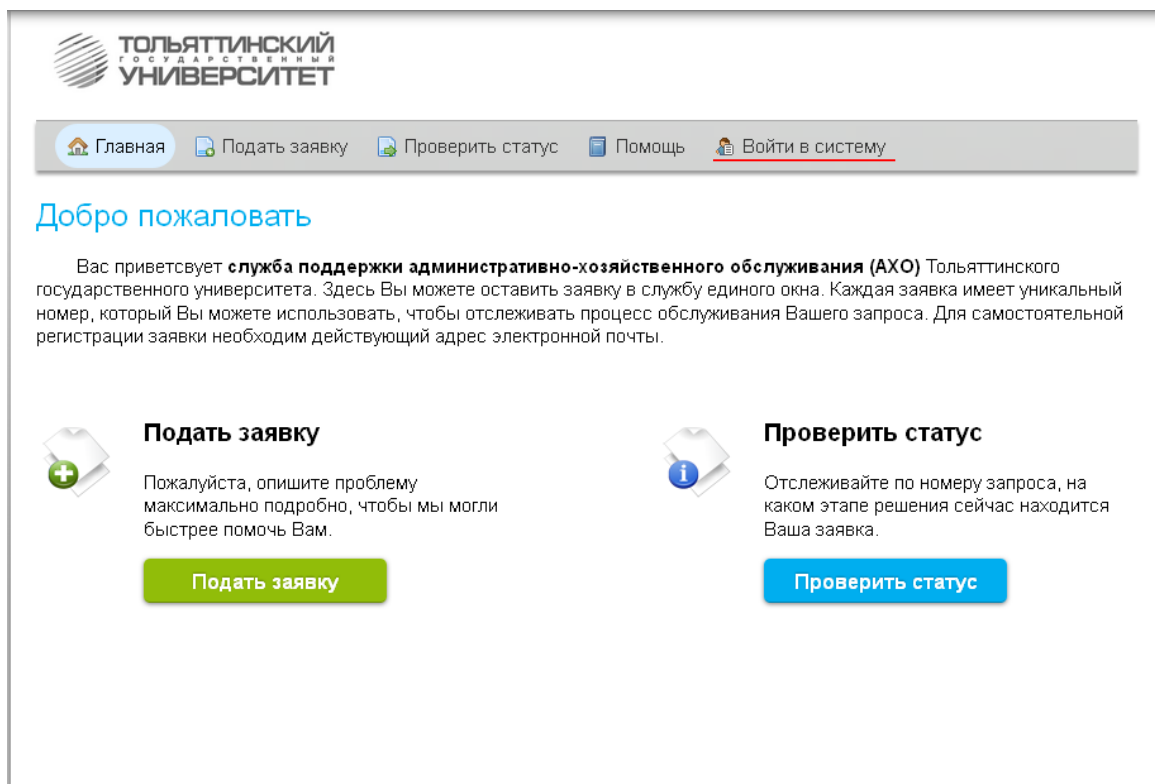 ТОЛЬЯТТИНСКИЙ
ГОСУДАРСТВЕННЫЙ
УНИВЕРСИТЕТ
Главная Подать заявку Проверить статус Помощь Войти в систему
Добро пожаловать
Вас приветсвует служба поддержки административно-хозяйственного обслуживания (АХО) Тольяттинского
государственного университета. Здесь Вы можете оставить заявку в службу единого окна. Каждая заявка имеет уникальный
номер, который Вы можете использовать, чтобы отслеживать процесс обслуживания Вашего запроса. Для самостоятельной
регистрации заявки необходим действующий адрес электронной почты.
Подать заявку
Пожалуйста, опишите проблему
максимально подробно, чтобы мы могли
быстрее помочь Вам.
Подать заявку
Проверить статус
Отслеживайте по номеру запроса, на
каком этапе решения сейчас находится
Ваша заявка.
Проверить статус